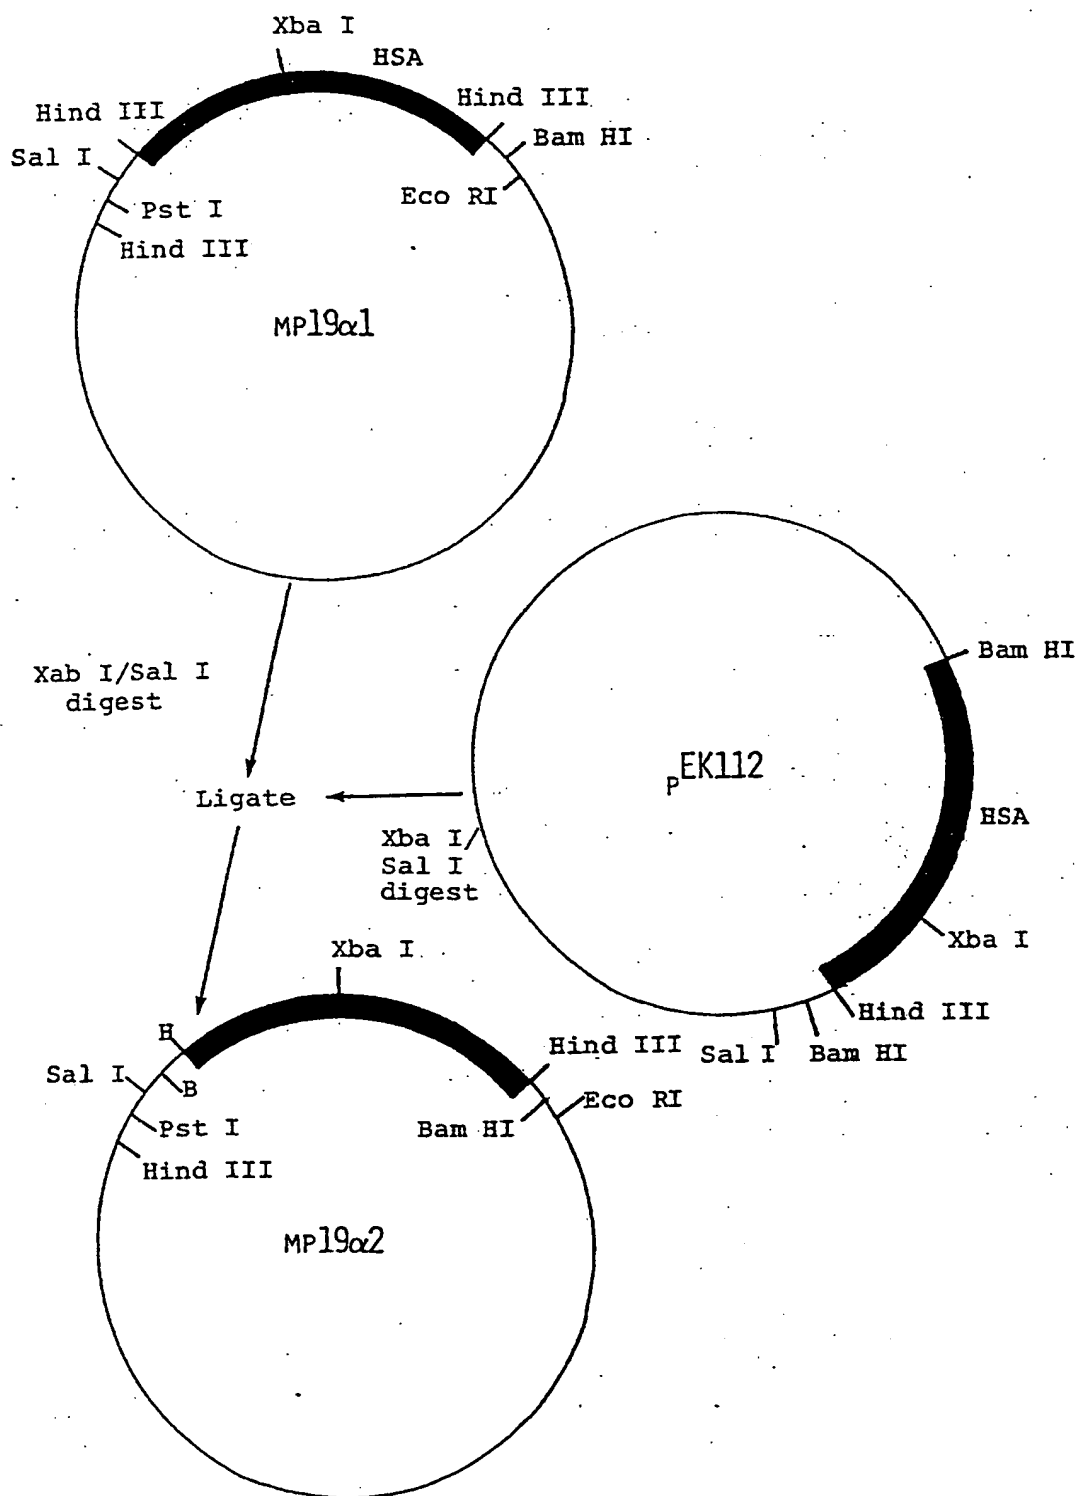 Xba I
HSA
Hind III
Hind III
Sal I
Bam HI
Eco RI
Pst I
Hind III
MP19α1
Xab I/Sal I
digest
Bam HI
pEK112
Ligate
HSA
Xba I/
Sal I
digest
Xba I
Xba I
Hind III
Sal I
Bam HI
H
Hind III
Sal I
B
Eco RI
Pst I
Bam HI
Hind III
MP19α2